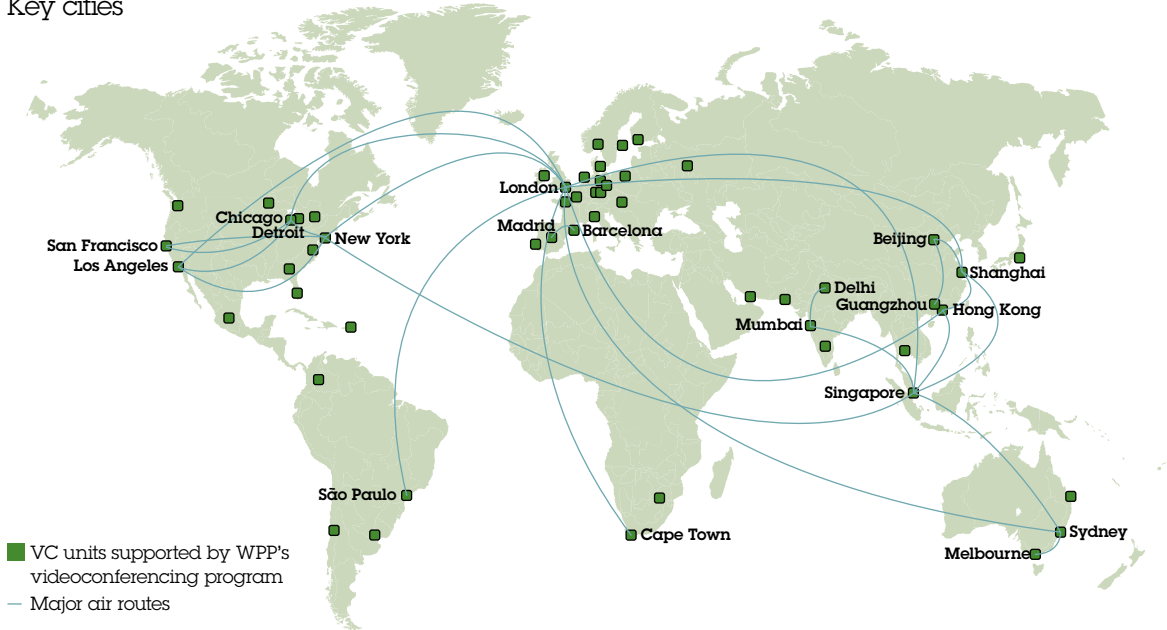 Key cities
London
Chicago
Detroit
Madrid
Barcelona
San Francisco
New York
Los Angeles
Beijing
Shanghai
Delhi
Guangzhou
Hong Kong
Mumbai
Singapore
São Paulo
Cape Town
Sydney
Melbourne
VC units supported by WPP’s
videoconferencing program
Major air routes